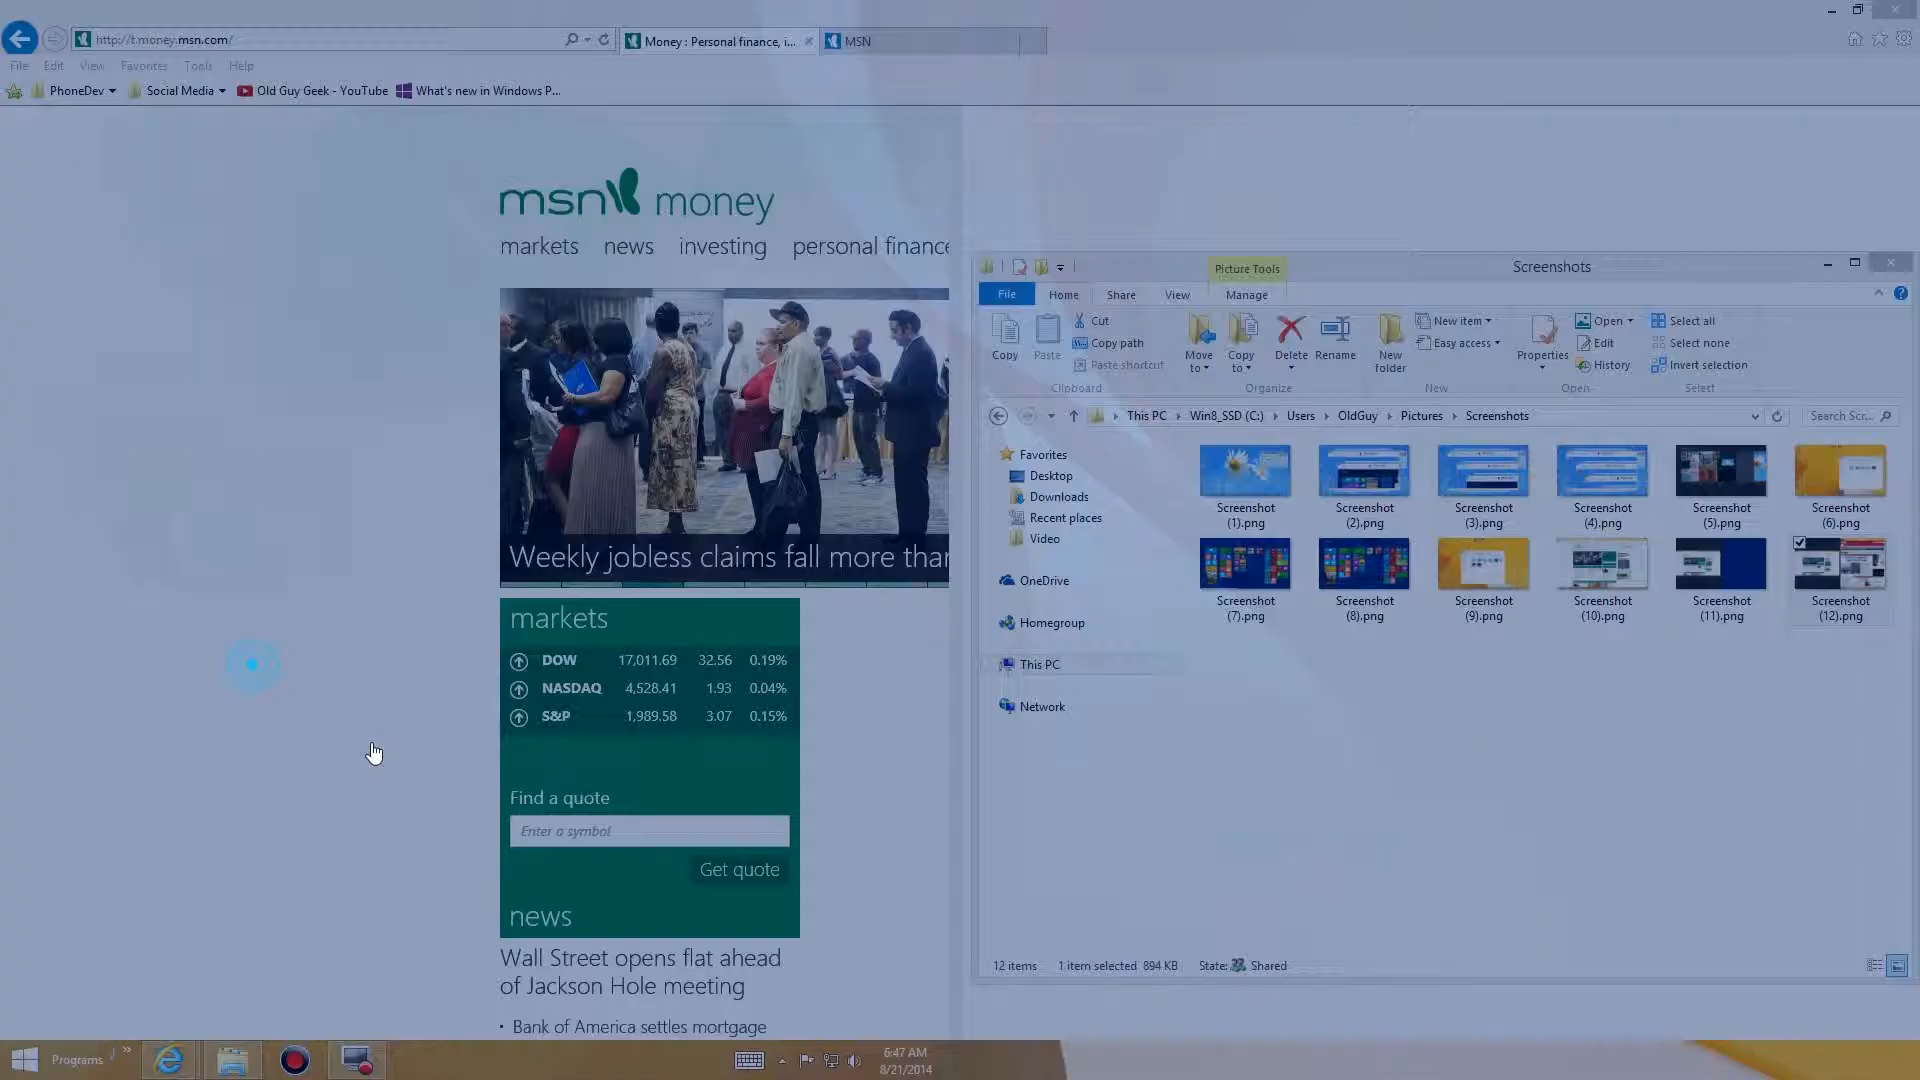 http://t.money.msn.com/
Money : Personal finance, i...
MSN
File Edit View Favorites Tools Help
PhoneDev
Social Media
Old Guy Geek - YouTube
What's new in Windows P...
msn money
markets news investing personal finance
Weekly jobless claims fall more than
markets
DOW 17,011.69 32.56 0.19%
NASDAQ 4,528.41 1.93 0.04%
S&P 1,989.58 3.07 0.15%
Find a quote
Enter a symbol
Get quote
news
Wall Street opens flat ahead
of Jackson Hole meeting
Bank of America settles mortgage
Picture Tools
Screenshots
File Home Share View Manage
Copy
Paste
Cut
Copy path
Paste shortcut
Clipboard
Move
to
Copy
to
Delete
Rename
Organize
New
folder
New item
Easy access
New
Properties
Open
Edit
History
Open
Select all
Select none
Invert selection
Select
This PC Win8_SSD (C:) Users OldGuy Pictures Screenshots
Search Scr...
Favorites
Desktop
Downloads
Recent places
Video
OneDrive
Homegroup
This PC
Network
Screenshot
(1).png
Screenshot
(2).png
Screenshot
(3).png
Screenshot
(4).png
Screenshot
(5).png
Screenshot
(6).png
Screenshot
(7).png
Screenshot
(8).png
Screenshot
(9).png
Screenshot
(10).png
Screenshot
(11).png
Screenshot
(12).png
12 items 1 item selected 894 KB State: Shared
Programs
6:47 AM
8/21/2014